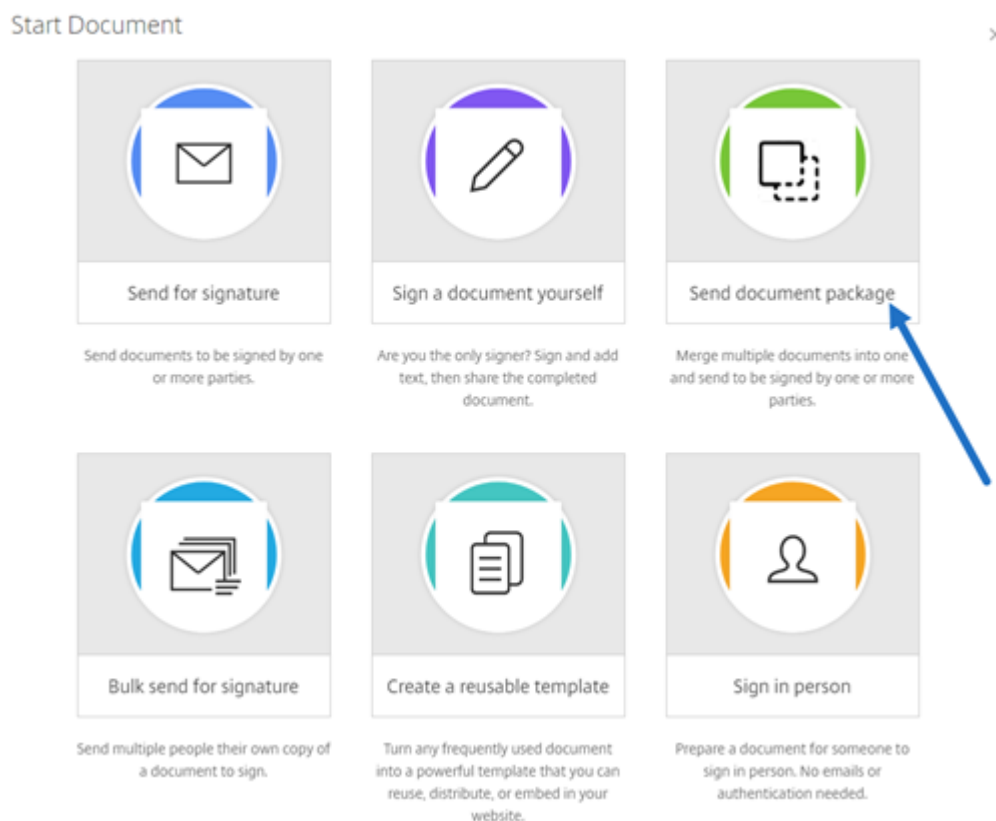 Start Document
Send for signature
Send documents to be signed by one
or more parties.
Sign a document yourself
Are you the only signer? Sign and add
text, then share the completed
document.
Send document package
Merge multiple documents into one
and send to be signed by one or more
parties.
Bulk send for signature
Send multiple people their own copy of
a document to sign.
Create a reusable template
Turn any frequently used document
into a powerful template that you can
reuse, distribute, or embed in your
website.
Sign in person
Prepare a document for someone to
sign in person. No emails or
authentication needed.